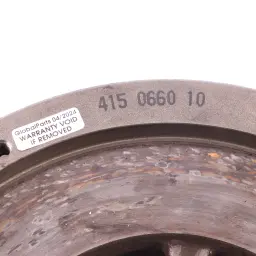 415 0660 10
GlobalParts 04/2024
WARRANTY VOID
IF REMOVED